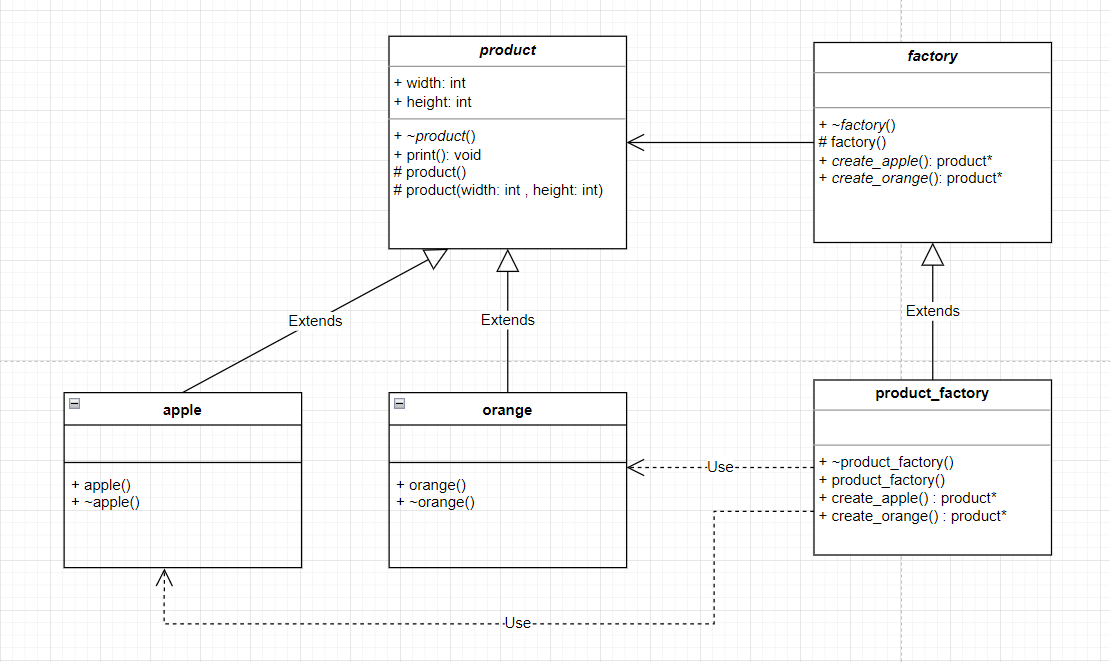 product
+ width: int
+ height: int
+ ~product()
+ print(): void
# product()
# product(width: int , height: int)
factory
+ ~factory()
# factory()
+ create_apple(): product*
+ create_orange(): product*
Extends
Extends
Extends
apple
+ apple()
+ ~apple()
orange
+ orange()
+ ~orange()
product_factory
+ ~product_factory()
+ product_factory()
+ create_apple() : product*
+ create_orange() : product*
Use
Use